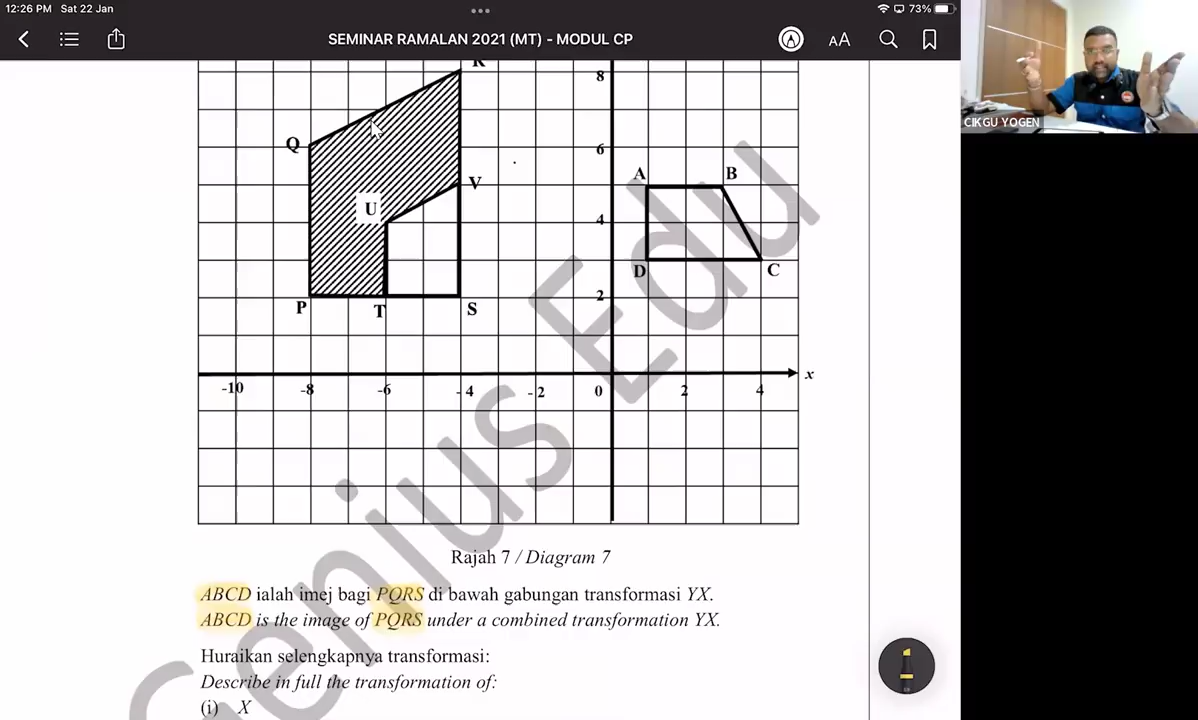 12:26 PM Sat 22 Jan
73%
SEMINAR RAMALAN 2021 (MT) - MODUL CP
AA
CIKGU YOGEN
R
8
Q
6
A
B
V
U
4
D
C
P
T
S
2
-10
-8
-6
-4
-2
0
2
4
x
Genius Edu
Rajah 7 / Diagram 7
ABCD ialah imej bagi PQRS di bawah gabungan transformasi YX.
ABCD is the image of PQRS under a combined transformation YX.
Huraikan selengkapnya transformasi:
Describe in full the transformation of:
(i) X